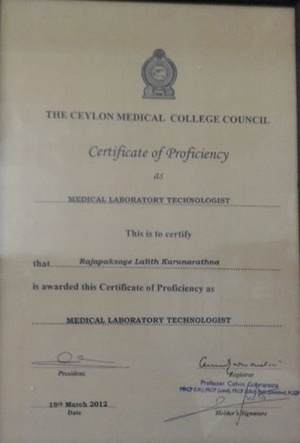 THE CEYLON MEDICAL COLLEGE COUNCIL
Certificate of Proficiency
as
MEDICAL LABORATORY TECHNOLOGIST
This is to certify
that Rajapaksage Lalith Karunarathna
is awarded this Certificate of Proficiency as
MEDICAL LABORATORY TECHNOLOGIST
President Registrar
Professor
19th March 2012
Date Holder's Signature